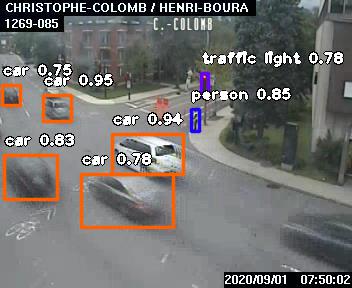 CHRISTOPHE-COLOMB / HENRI-BOURA
1269-085
C.-COLOMB
traffic light 0.78
car 0.75
car 0.95
person 0.85
car 0.94
car 0.83
car 0.78
2020/09/01 07:50:02